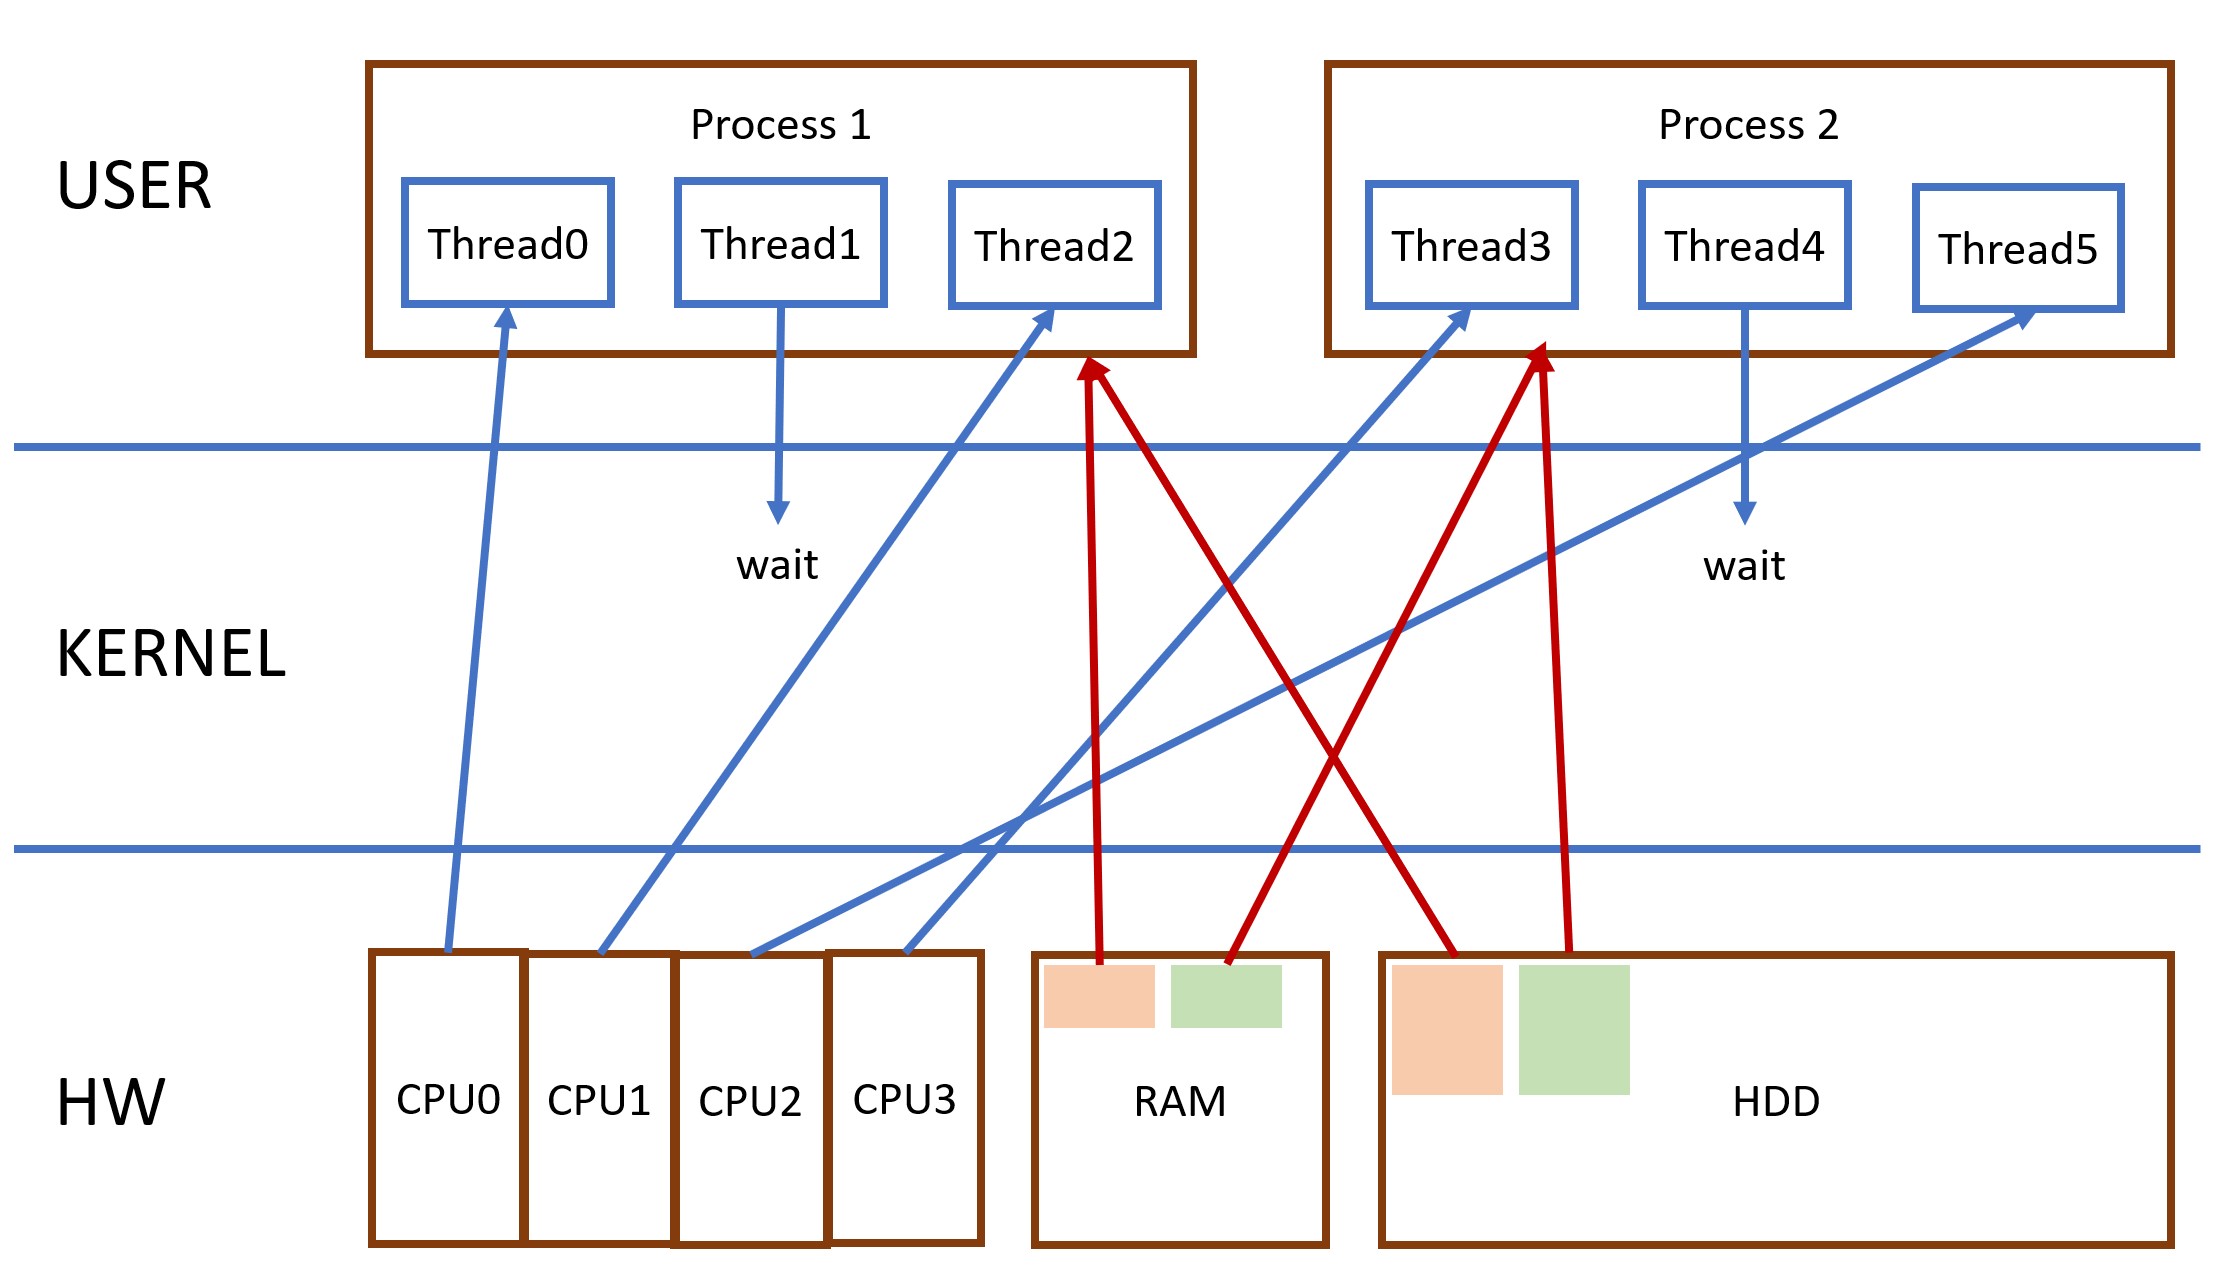 Process 1
Process 2
USER
Thread0
Thread1
Thread2
Thread3
Thread4
Thread5
wait
wait
KERNEL
HW
CPU0
CPU1
CPU2
CPU3
RAM
HDD